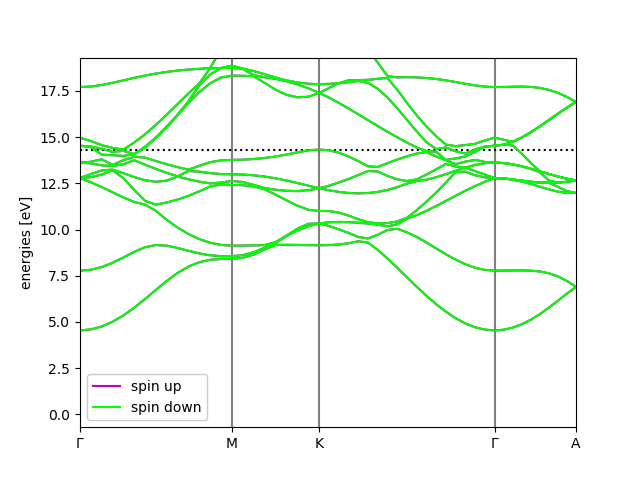 energies [eV]
17.5
15.0
12.5
10.0
7.5
5.0
2.5
0.0
spin up
spin down
Γ M K Γ A